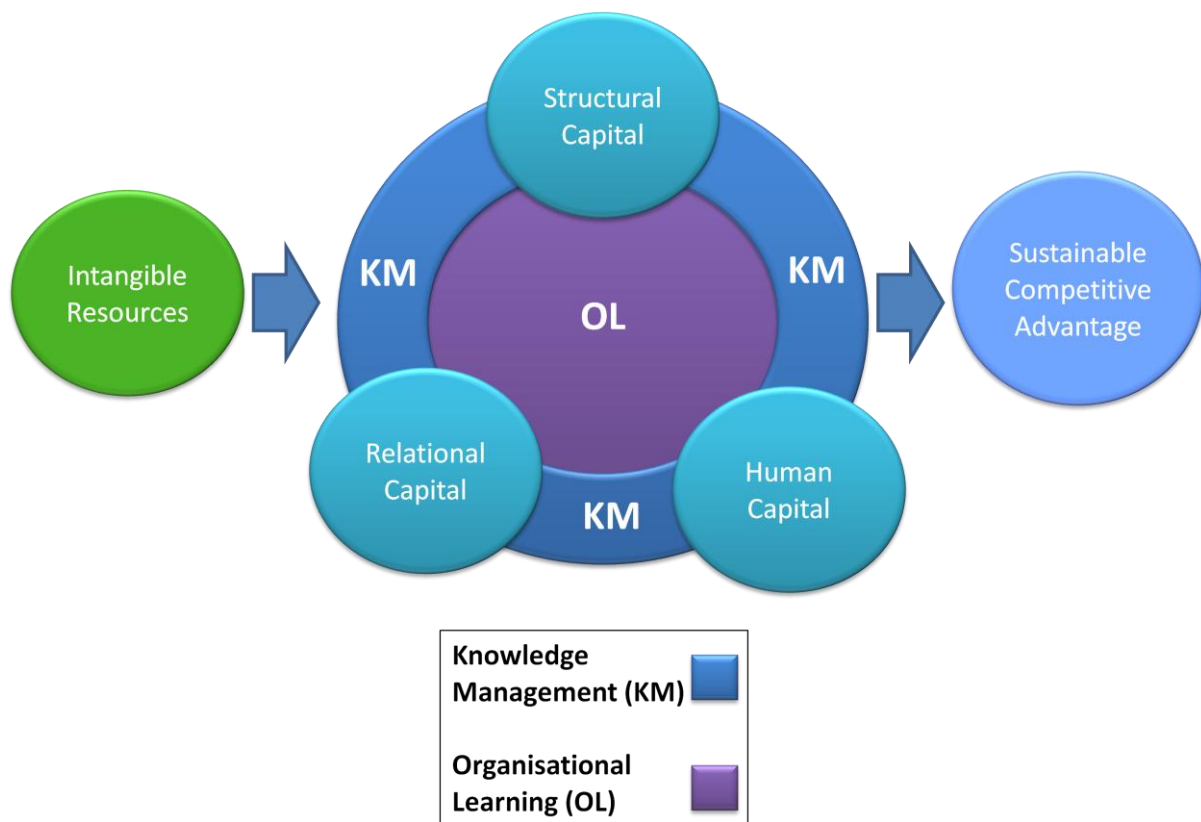 Structural
Capital
Intangible
Resources
KM
KM
Sustainable
Competitive
Advantage
OL
Relational
Capital
Human
Capital
KM
Knowledge
Management (KM)
Organisational
Learning (OL)